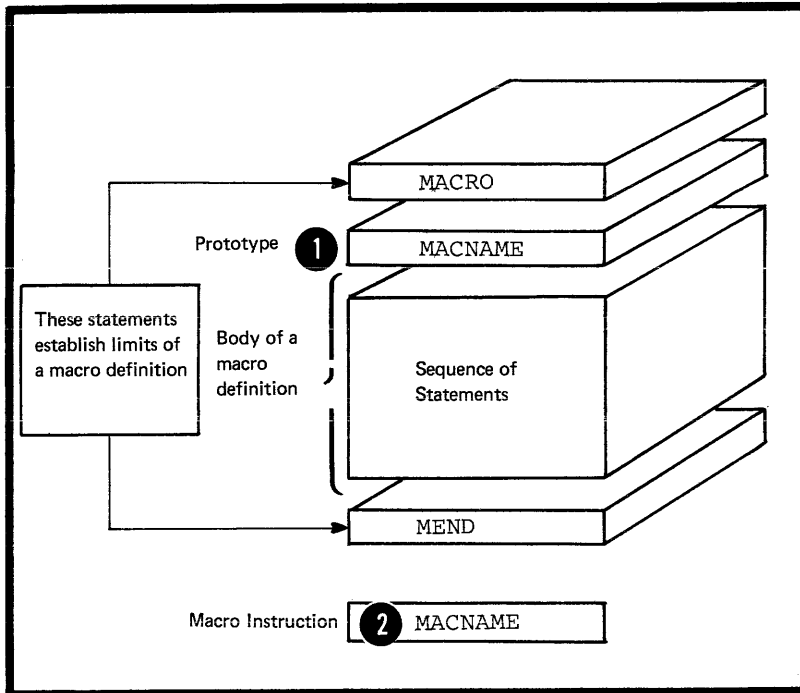 MACRO
Prototype 1 MACNAME
These statements
establish limits of
a macro definition
Body of a
macro
definition
Sequence of
Statements
MEND
Macro Instruction 2 MACNAME